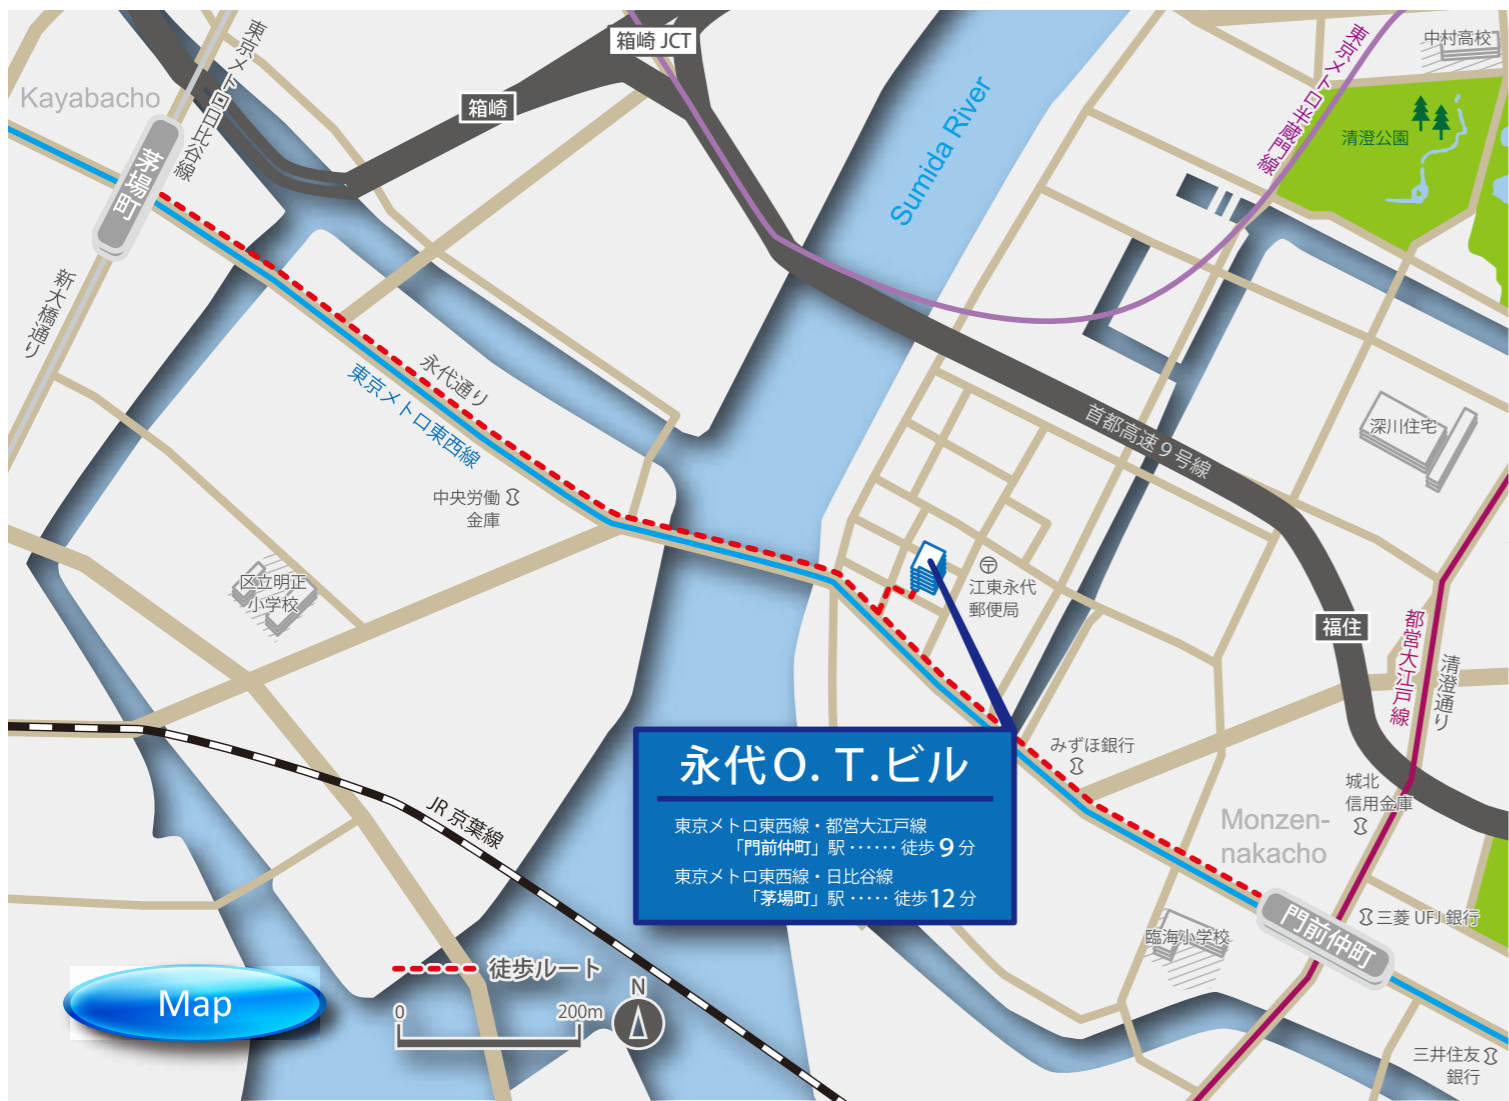 箱崎 JCT
中村高校
Kayabacho
東京メトロ日比谷線
箱崎
東京メトロ半蔵門線
清澄公園
Sumida River
茅場町
新大橋通り
永代通り
東京メトロ東西線
首都高速9号線
深川住宅
中央労働
金庫
区立明正
小学校
江東永代
郵便局
福住
都営大江戸線
清澄通り
みずほ銀行
城北
信用金庫
永代O. T.ビル
東京メトロ東西線・都営大江戸線
「門前仲町」駅 ‥‥‥ 徒歩 9 分
東京メトロ東西線・日比谷線
「茅場町」駅 ‥‥‥ 徒歩 12 分
JR 京葉線
Monzen-
nakacho
三菱 UFJ 銀行
門前仲町
臨海小学校
徒歩ルート
Map
0
200m
N
三井住友
銀行